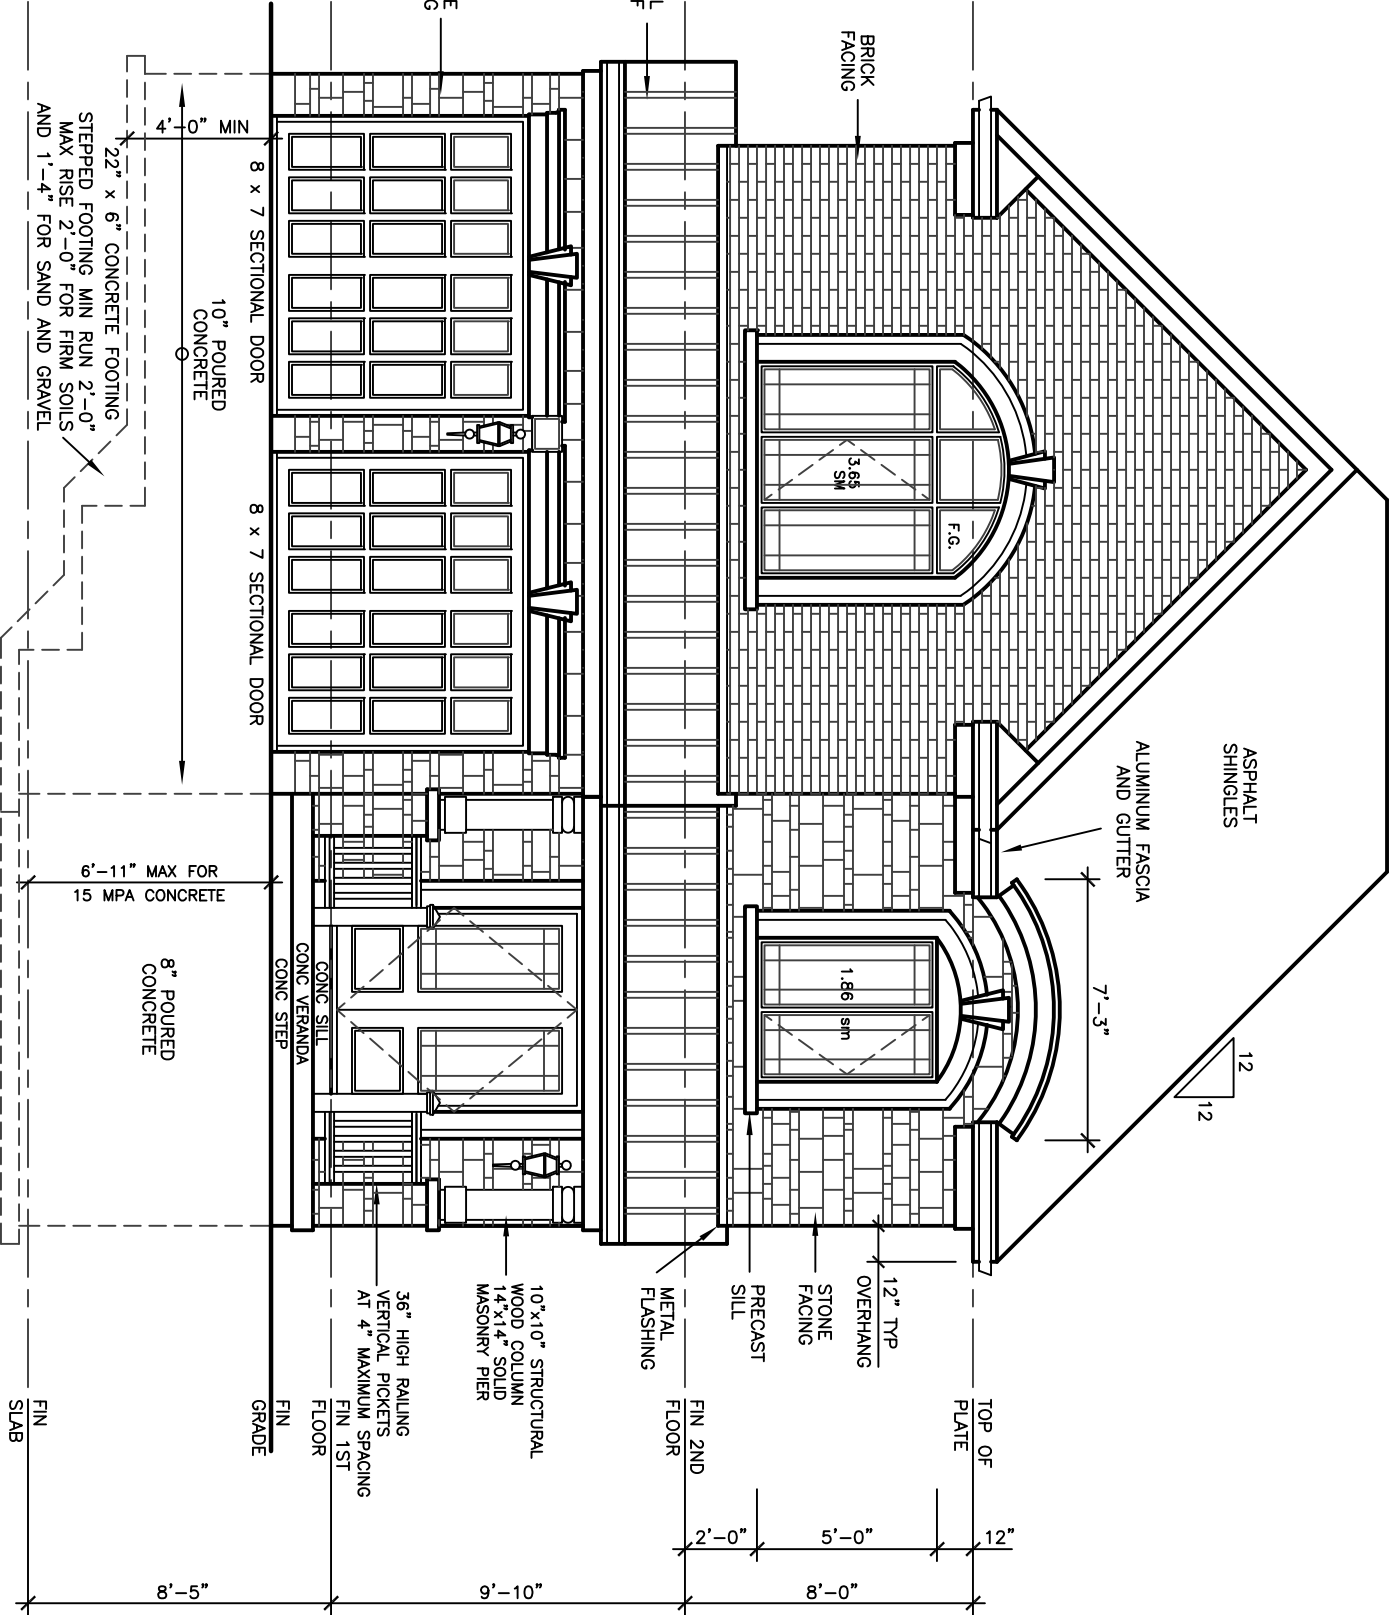 ASPHALT
SHINGLES
12
12
ALUMINUM FASCIA
AND GUTTER
7'-3"
BRICK
FACING
TOP OF
PLATE
12"
12" TYP
OVERHANG
F.G.
3.65
SM
1.86 sm
STONE
FACING
5'-0"
8'-0"
PRECAST
SILL
2'-0"
FIN 2ND
FLOOR
METAL
FLASHING
L
F
10"x10" STRUCTURAL
WOOD COLUMN
14"x14" SOLID
MASONRY PIER
9'-10"
E
G
36" HIGH RAILING
VERTICAL PICKETS
AT 4" MAXIMUM SPACING
FIN 1ST
FLOOR
CONC SILL
CONC VERANDA
CONC STEP
FIN
GRADE
8 x 7 SECTIONAL DOOR
8 x 7 SECTIONAL DOOR
4'-0" MIN
10" POURED
CONCRETE
8" POURED
CONCRETE
6'-11" MAX FOR
15 MPA CONCRETE
8'-5"
22" x 6" CONCRETE FOOTING
STEPPED FOOTING MIN RUN 2'-0"
MAX RISE 2'-0" FOR FIRM SOILS
AND 1'-4" FOR SAND AND GRAVEL
FIN
SLAB